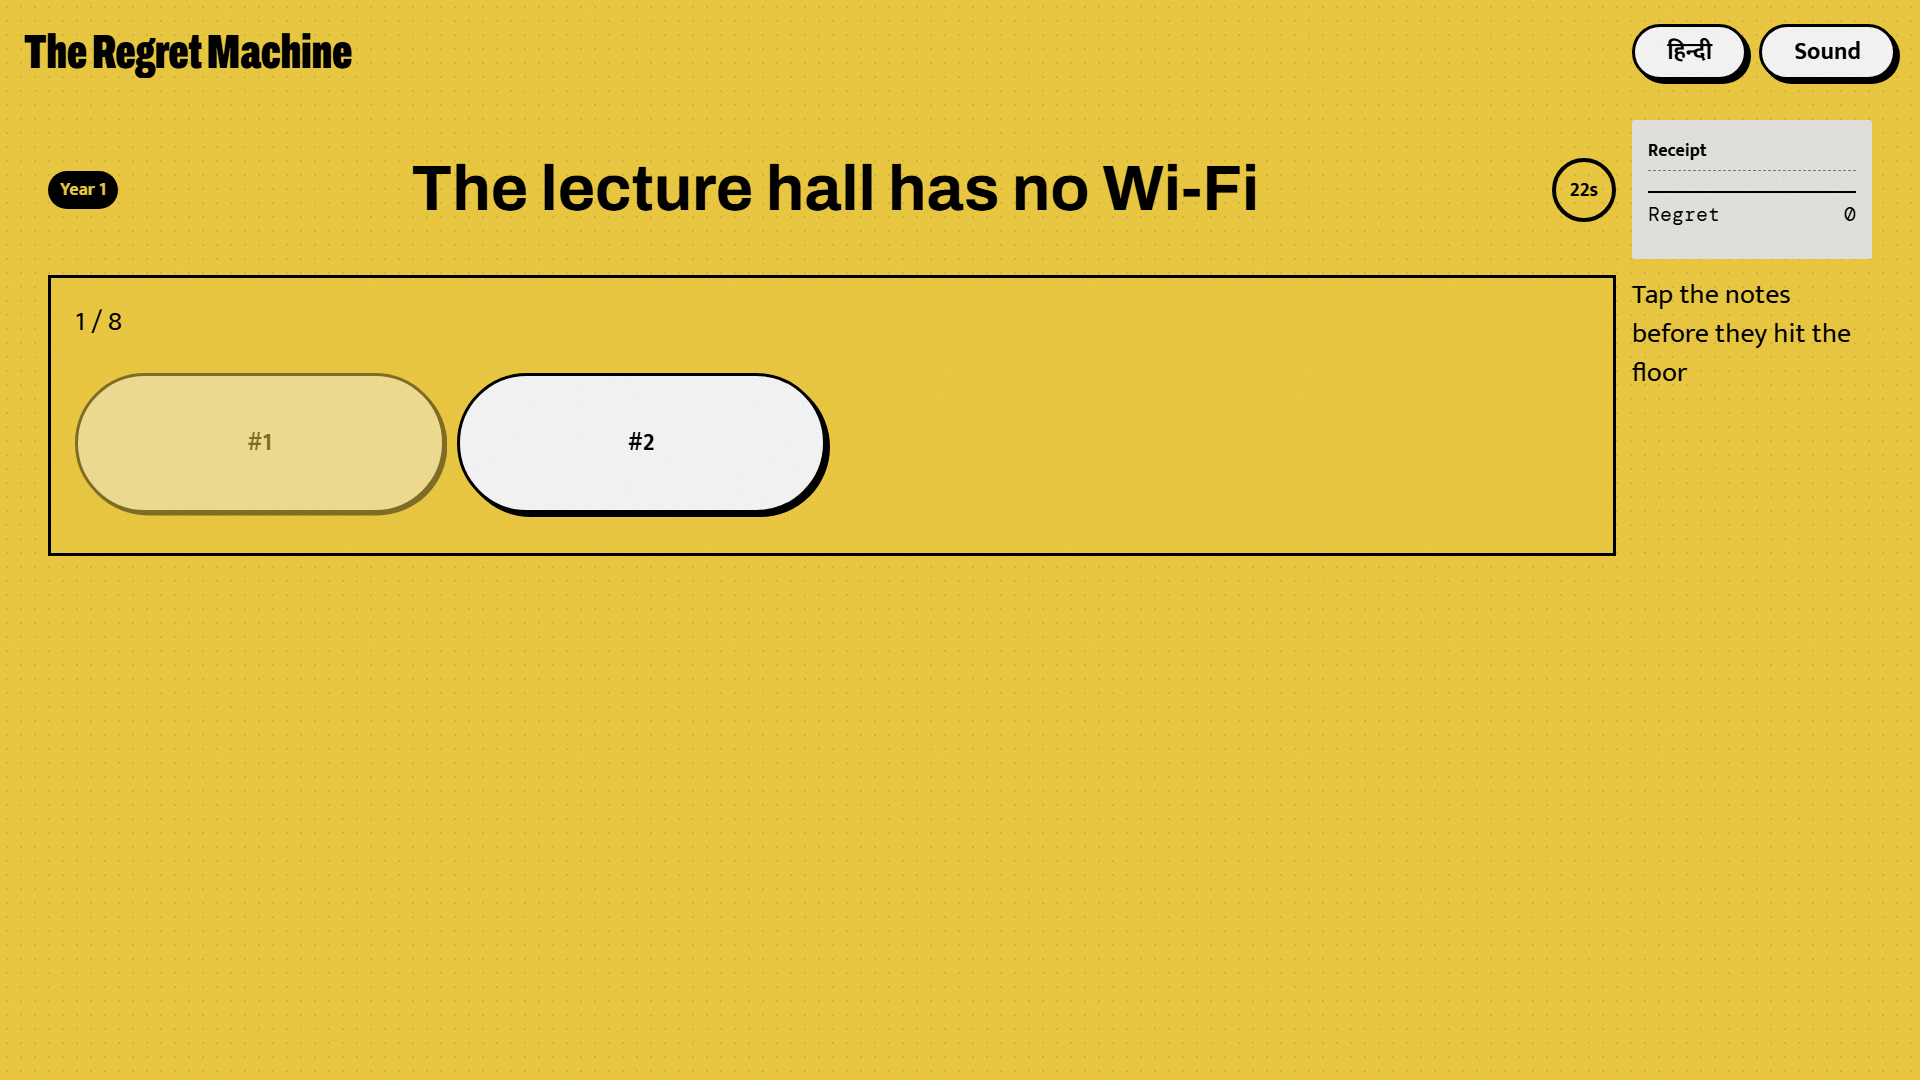 The Regret Machine
हिन्दी
Sound
Year 1
The lecture hall has no Wi-Fi
22s
Receipt
Regret 0
1 / 8
#1
#2
Tap the notes
before they hit the
floor